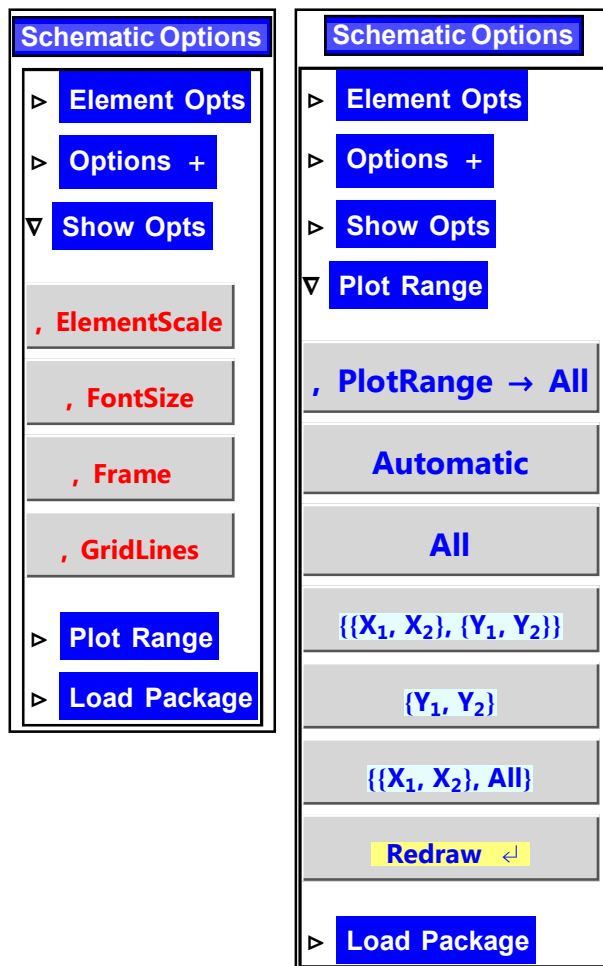 Schematic Options
▷ Element Opts
▷ Options +
▽ Show Opts
, ElementScale
, FontSize
, Frame
, GridLines
▷ Plot Range
▷ Load Package
Schematic Options
▷ Element Opts
▷ Options +
▷ Show Opts
▽ Plot Range
, PlotRange → All
Automatic
All
{{X₁, X₂}, {Y₁, Y₂}}
{Y₁, Y₂}
{{X₁, X₂}, All}
Redraw ↲
▷ Load Package